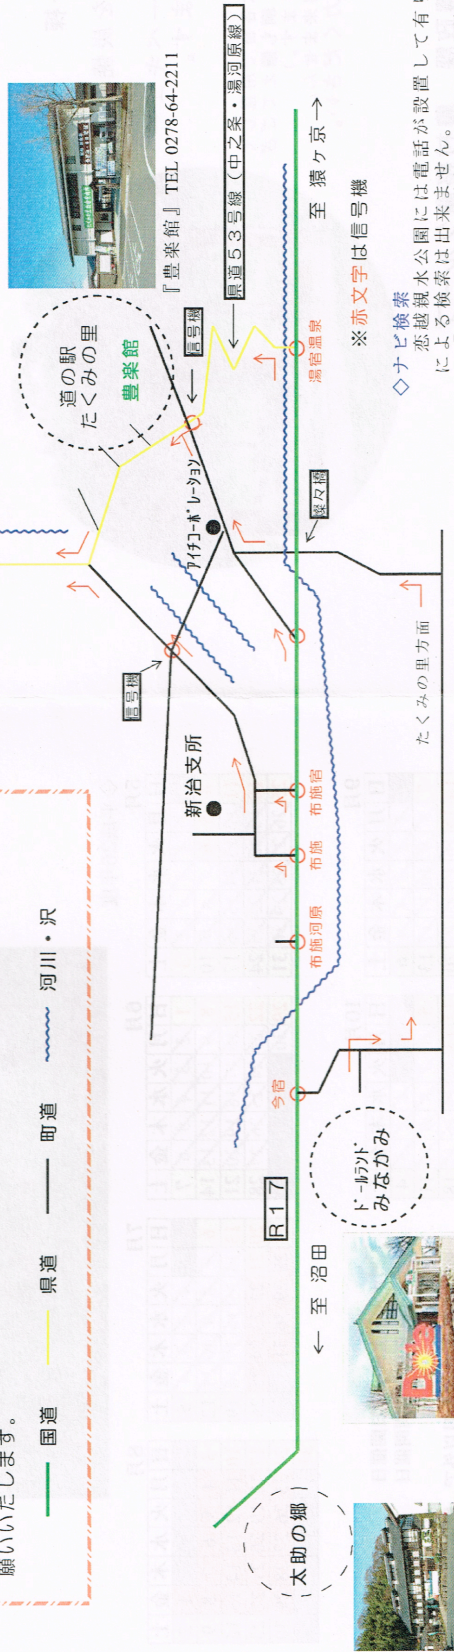 願いいたします。
国道
県道
町道
河川・沢
『豊楽館』 TEL 0278-64-2211
道の駅
たくみの里
豊楽館
信号機
県道53号線（中之条・湯河原線）
至 猿ヶ京→
※赤文字は信号機
◇ナビ検索
恋越親水公園には電話が設置して有り
による検索は出来ません。
湯宿温泉
アイチコーポレーション
燦々橋
たくみの里方面
信号機
新治支所
布施宿
布施
布施河原
今宿
R17
← 至 沼田
ドールランド
みなかみ
太助の郷